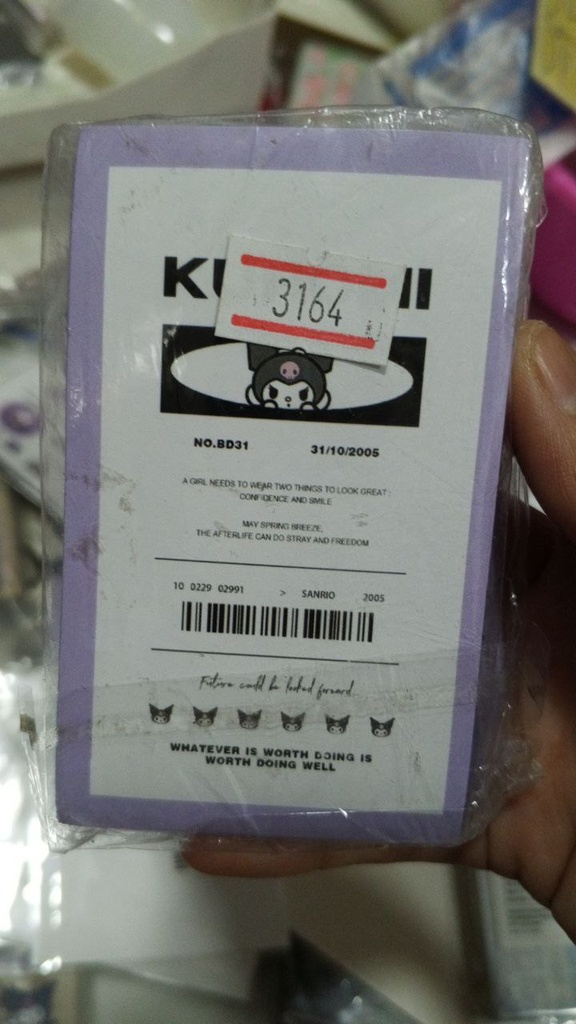 KU
3164
NO.BD31 31/10/2005
A GIRL NEEDS TO WEAR TWO THINGS TO LOOK GREAT :
CONFIDENCE AND SMILE
MAY SPRING BREEZE,
THE AFTERLIFE CAN DO STRAY AND FREEDOM
10 0229 02991 > SANRIO 2005
Future could be looked forward
WHATEVER IS WORTH DOING IS
WORTH DOING WELL